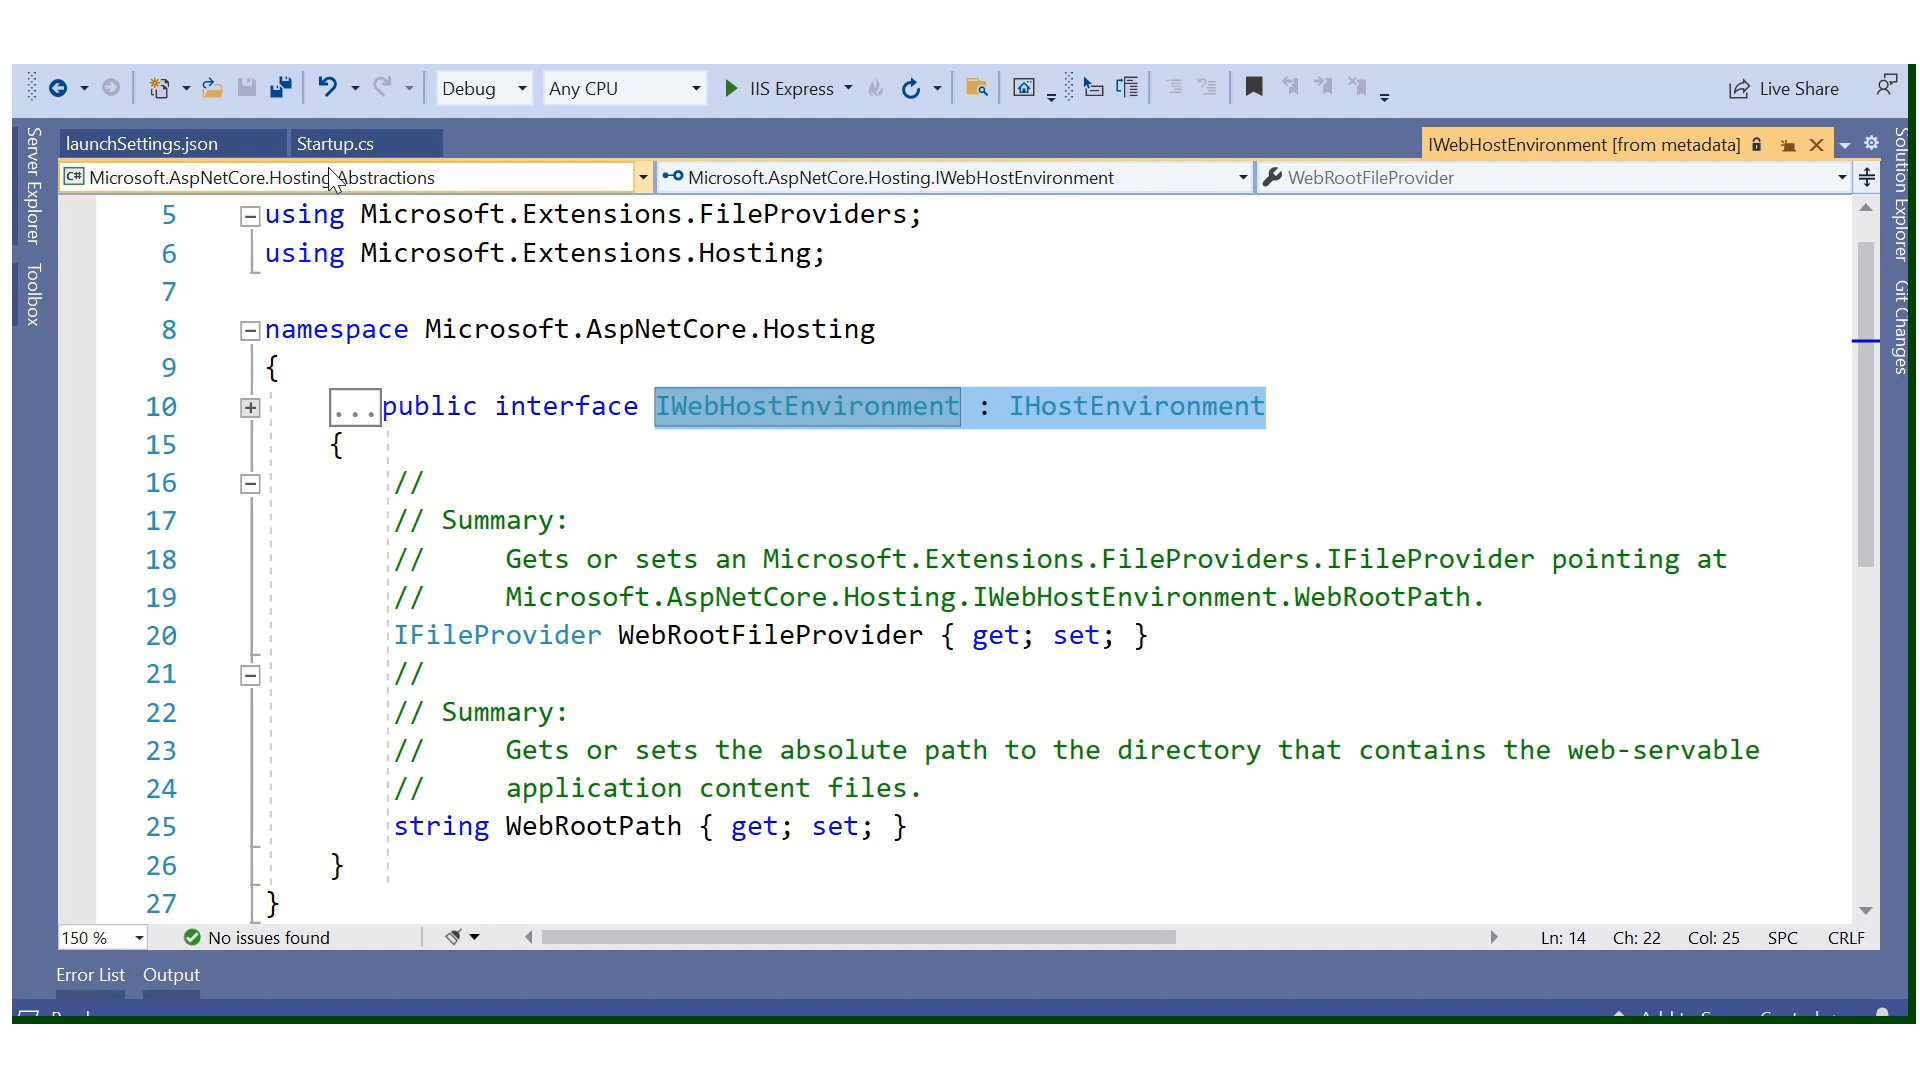 Debug Any CPU IIS Express Live Share
launchSettings.json Startup.cs IWebHostEnvironment [from metadata]
C# Microsoft.AspNetCore.Hosting.Abstractions Microsoft.AspNetCore.Hosting.IWebHostEnvironment WebRootFileProvider
Server Explorer
Toolbox
Solution Explorer
Git Changes
5 using Microsoft.Extensions.FileProviders;
6 using Microsoft.Extensions.Hosting;
7
8 namespace Microsoft.AspNetCore.Hosting
9 {
10 ...public interface IWebHostEnvironment : IHostEnvironment
15 {
16 //
17 // Summary:
18 // Gets or sets an Microsoft.Extensions.FileProviders.IFileProvider pointing at
19 // Microsoft.AspNetCore.Hosting.IWebHostEnvironment.WebRootPath.
20 IFileProvider WebRootFileProvider { get; set; }
21 //
22 // Summary:
23 // Gets or sets the absolute path to the directory that contains the web-servable
24 // application content files.
25 string WebRootPath { get; set; }
26 }
27 }
150 % No issues found Ln: 14 Ch: 22 Col: 25 SPC CRLF
Error List Output